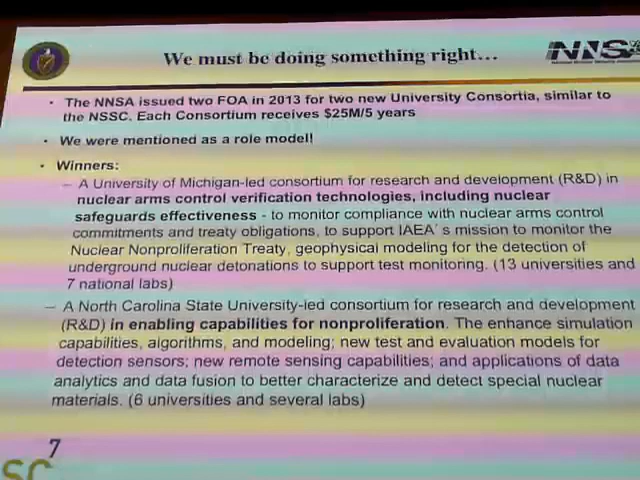 We must be doing something right…
NNS
• The NNSA issued two FOA in 2013 for two new University Consortia, similar to
the NSSC. Each Consortium receives $25M/5 years
• We were mentioned as a role model!
• Winners:
– A University of Michigan-led consortium for research and development (R&D) in
nuclear arms control verification technologies, including nuclear
safeguards effectiveness - to monitor compliance with nuclear arms control
commitments and treaty obligations, to support IAEA's mission to monitor the
Nuclear Nonproliferation Treaty, geophysical modeling for the detection of
underground nuclear detonations to support test monitoring. (13 universities and
7 national labs)
– A North Carolina State University-led consortium for research and development
(R&D) in enabling capabilities for nonproliferation. The enhance simulation
capabilities, algorithms, and modeling; new test and evaluation models for
detection sensors; new remote sensing capabilities; and applications of data
analytics and data fusion to better characterize and detect special nuclear
materials. (6 universities and several labs)
7
SC